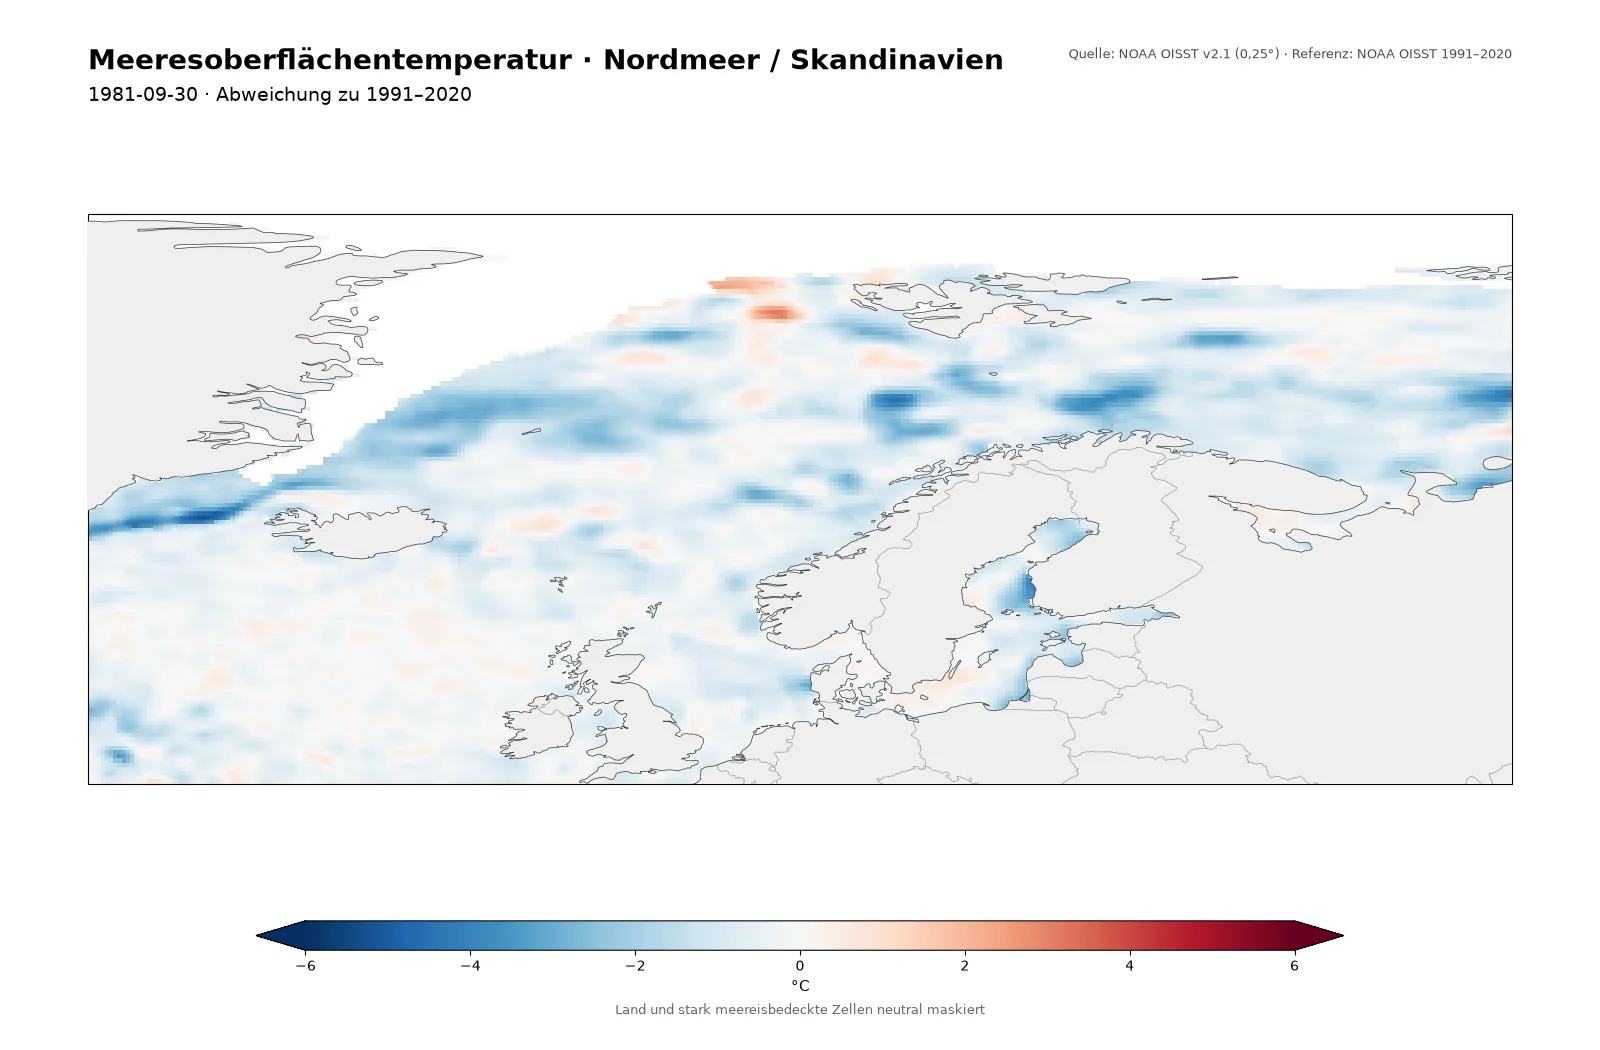 Meeresoberflächentemperatur · Nordmeer / Skandinavien
Quelle: NOAA OISST v2.1 (0,25°) · Referenz: NOAA OISST 1991–2020
1981-09-30 · Abweichung zu 1991–2020
−6 −4 −2 0 2 4 6
°C
Land und stark meereisbedeckte Zellen neutral maskiert